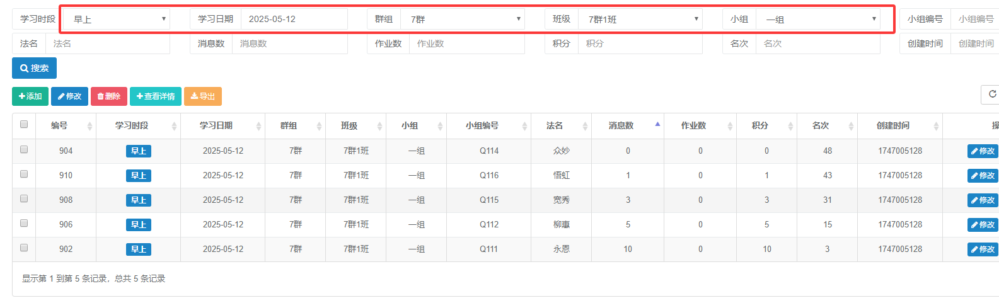 学习时段 早上 学习日期 2025-05-12 群组 7群 班级 7群1班 小组 一组 小组编号 小组编号
法名 法名 消息数 消息数 作业数 作业数 积分 积分 名次 名次 创建时间 创建时间
搜索
添加 修改 删除 查看详情 导出
编号 学习时段 学习日期 群组 班级 小组 小组编号 法名 消息数 作业数 积分 名次 创建时间
904 早上 2025-05-12 7群 7群1班 一组 Q114 众妙 0 0 0 48 1747005128 修改
910 早上 2025-05-12 7群 7群1班 一组 Q116 悟虹 1 0 1 43 1747005128 修改
908 早上 2025-05-12 7群 7群1班 一组 Q115 宽秀 3 0 3 31 1747005128 修改
906 早上 2025-05-12 7群 7群1班 一组 Q112 柳惠 5 0 5 15 1747005128 修改
902 早上 2025-05-12 7群 7群1班 一组 Q111 永恩 10 0 10 3 1747005128 修改
显示第 1 到第 5 条记录，总共 5 条记录